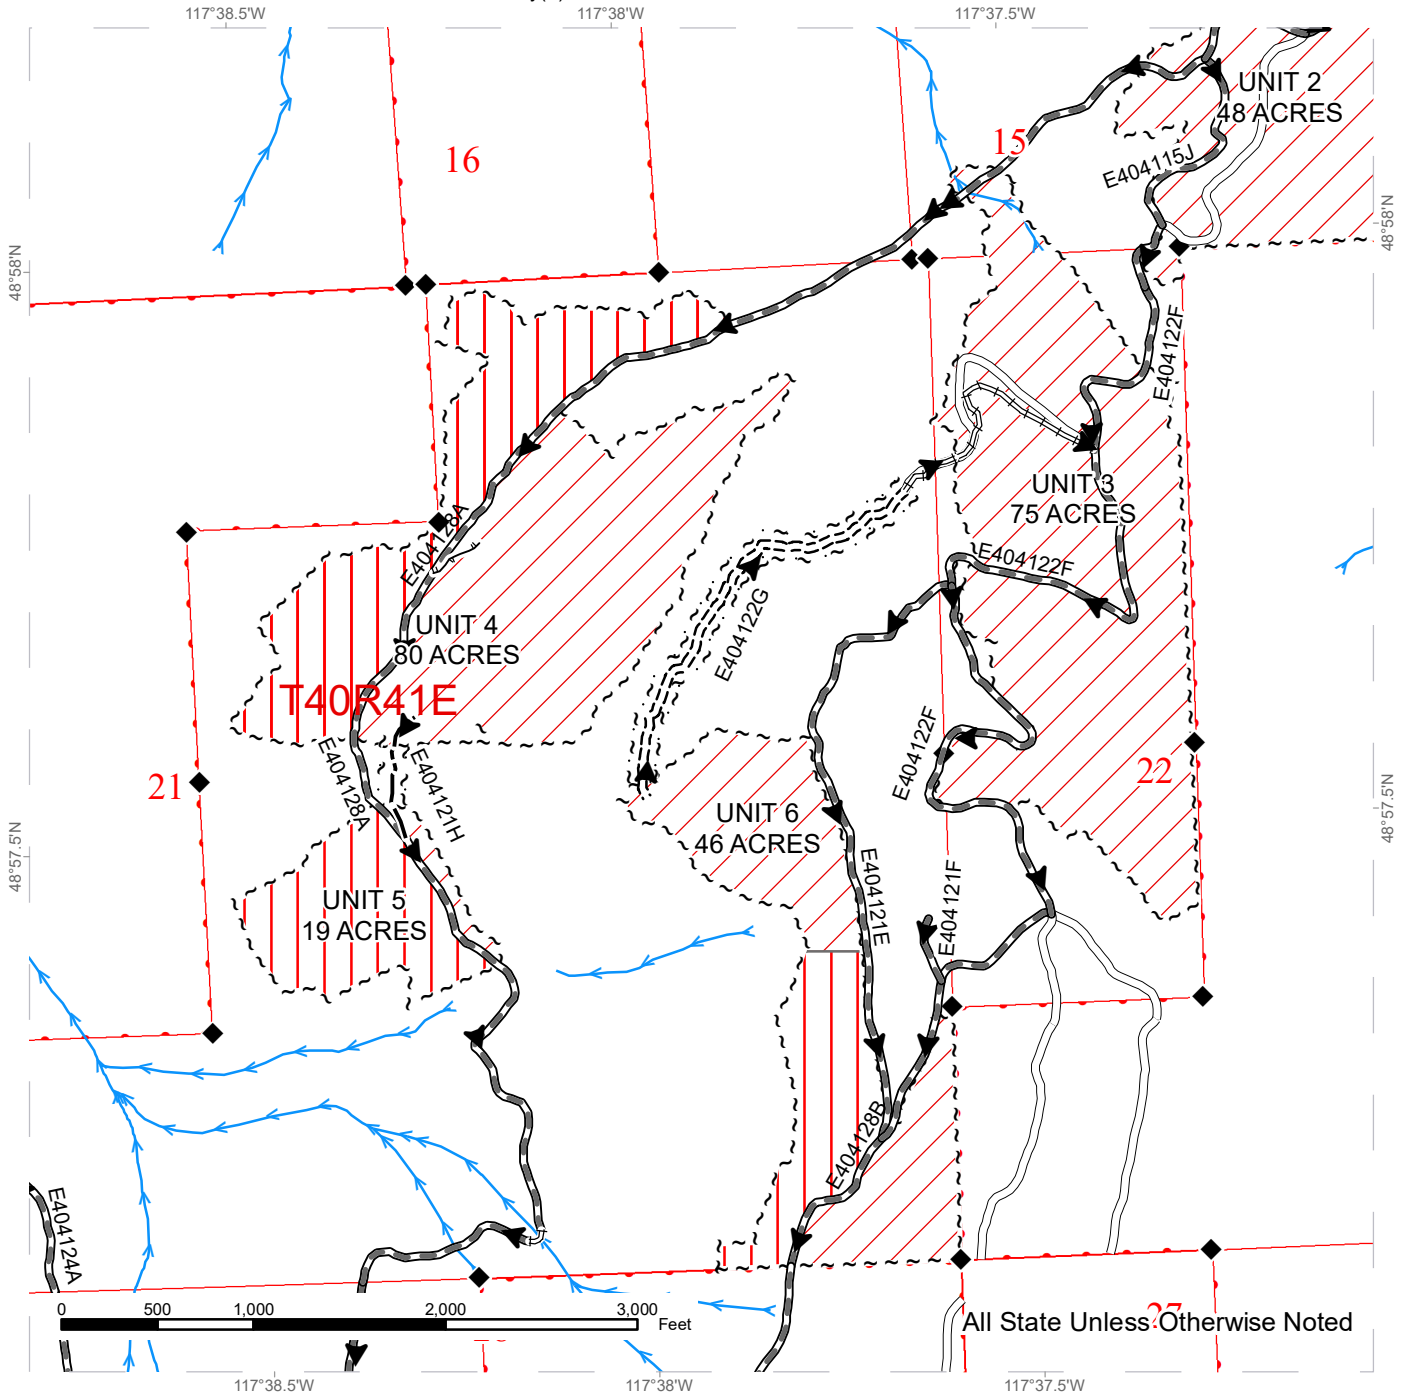 117°38.5'W
117°38'W
117°37.5'W
UNIT 2
48 ACRES
16
15
E404115J
48°58'N
48°58'N
E404122F
UNIT 3
75 ACRES
E404128A
E404122F
UNIT 4
80 ACRES
E404122G
T40R41E
E404122F
21
22
E404128A
E404121H
UNIT 6
46 ACRES
48°57.5'N
48°57.5'N
E404121E
E404121F
UNIT 5
19 ACRES
E404128B
E404124A
0 500 1,000 2,000 3,000
Feet
27
All State Unless Otherwise Noted
117°38.5'W
117°38'W
117°37.5'W